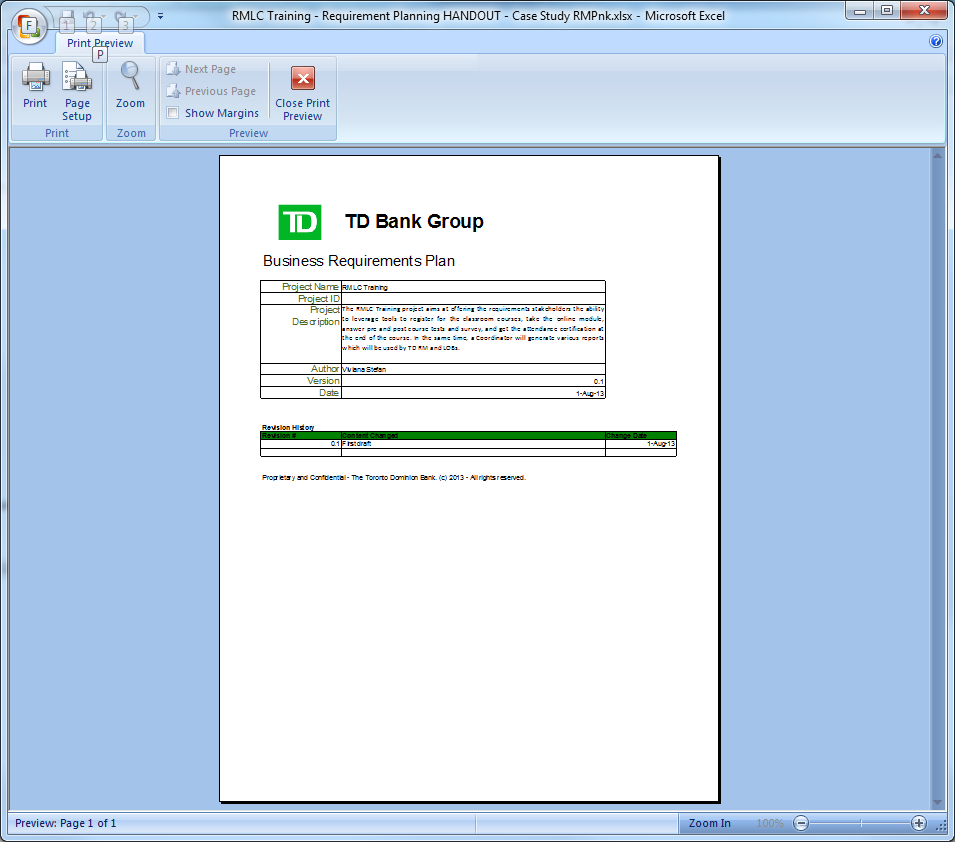 RMLC Training - Requirement Planning HANDOUT - Case Study RMPnk.xlsx - Microsoft Excel
F
1 2 3
Print Preview
P
Print
Page Setup
Zoom
Next Page
Previous Page
Show Margins
Close Print Preview
Print
Zoom
Preview
TD
TD Bank Group
Business Requirements Plan
Project Name RMLC Training
Project ID
Project Description
The RMLC Training project aims at offering the requirements stakeholders the ability
to leverage tools to register for the classroom courses, take the online module,
answer pre and post course tests and survey, and get the attendance certification at
the end of the course. In the same time, a Coordinator will generate various reports
which will be used by TD RM and LOBs.
Author Viviana Stefan
Version 0.1
Date 1-Aug-13
Revision History
Revision # Content Changed Change Date
0.1 First draft 1-Aug-13
Proprietary and Confidential - The Toronto Dominion Bank. (c) 2013 - All rights reserved.
Preview: Page 1 of 1
Zoom In 100%